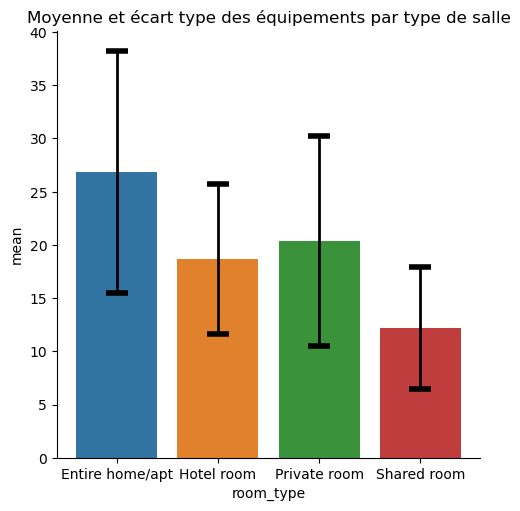 Moyenne et écart type des équipements par type de salle
40
35
30
25
20
15
10
5
0
mean
Entire home/apt Hotel room Private room Shared room
room_type